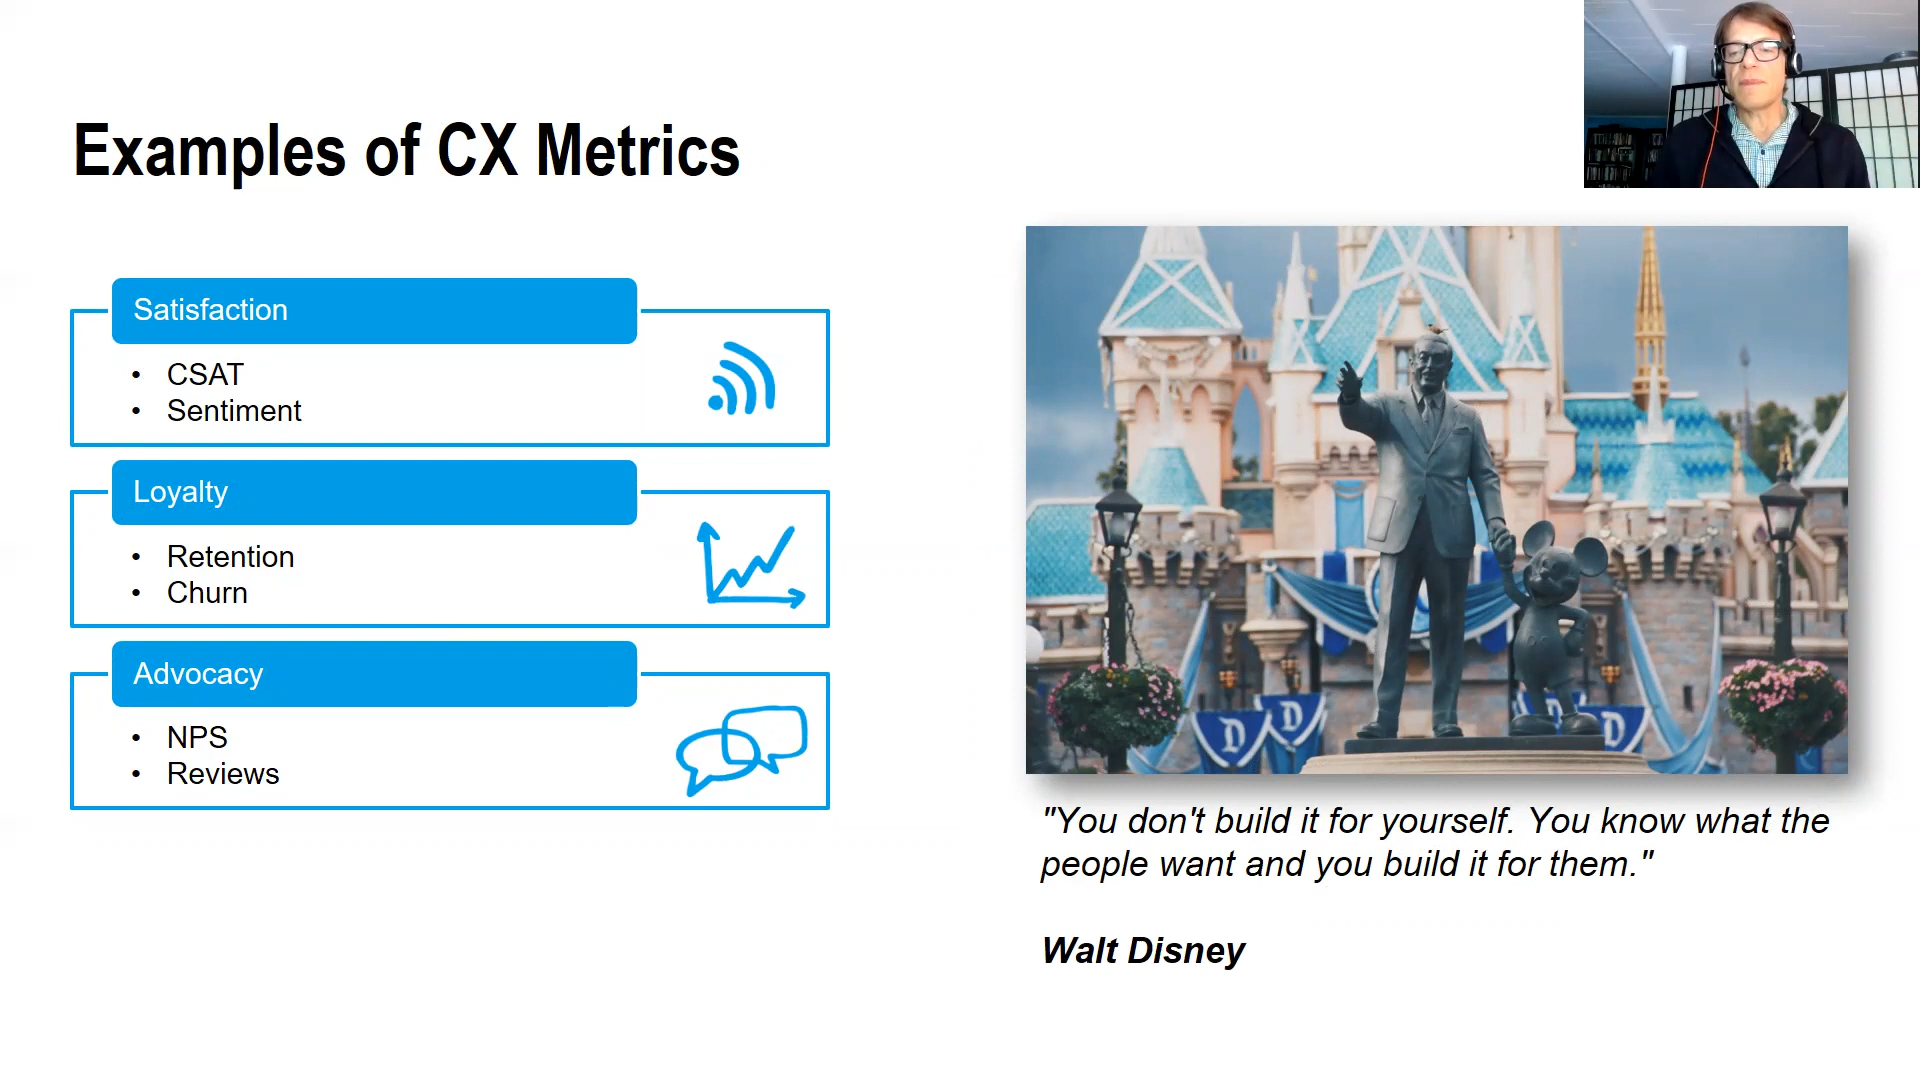 Examples of CX Metrics
Satisfaction
• CSAT
• Sentiment
Loyalty
• Retention
• Churn
Advocacy
• NPS
• Reviews
D
D
D
"You don't build it for yourself. You know what the
people want and you build it for them."
Walt Disney